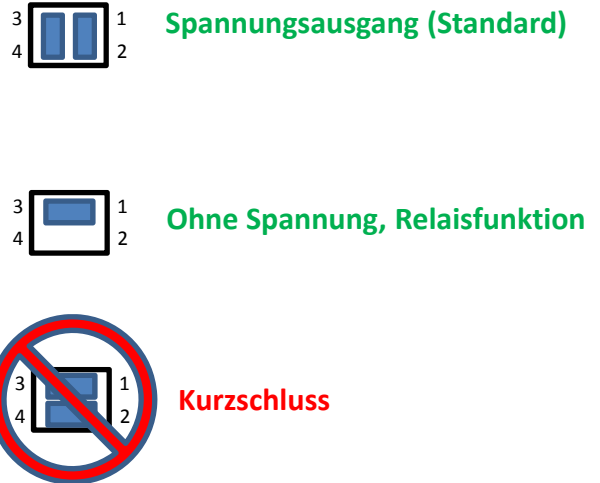 3 1 Spannungsausgang (Standard)
4 2
3 1 Ohne Spannung, Relaisfunktion
4 2
3 1 Kurzschluss
4 2